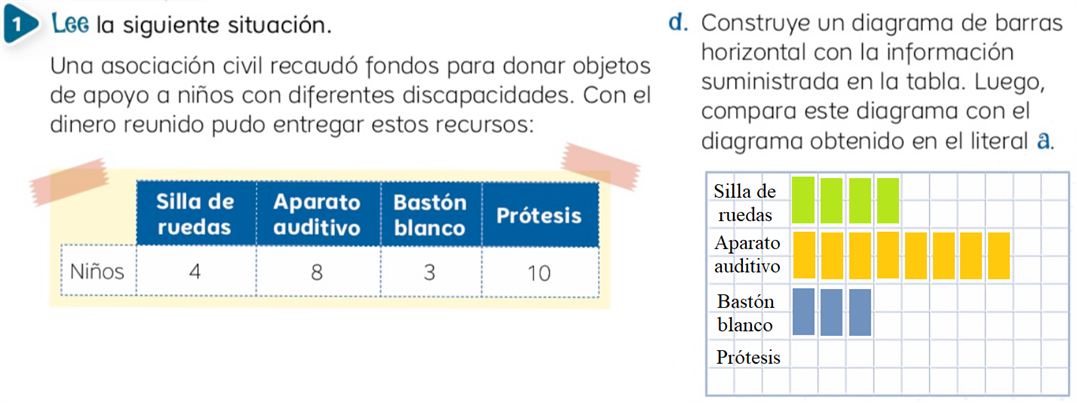 1 Lee la siguiente situación.
Una asociación civil recaudó fondos para donar objetos
de apoyo a niños con diferentes discapacidades. Con el
dinero reunido pudo entregar estos recursos:
Silla de ruedas Aparato auditivo Bastón blanco Prótesis
Niños 4 8 3 10
d. Construye un diagrama de barras
horizontal con la información
suministrada en la tabla. Luego,
compara este diagrama con el
diagrama obtenido en el literal a.
Silla de
ruedas
Aparato
auditivo
Bastón
blanco
Prótesis